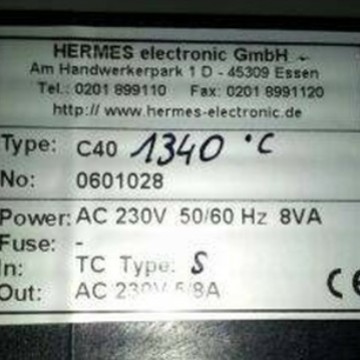 HERMES electronic GmbH
Am Handwerkerpark 1 D - 45309 Essen
Tel.: 0201 899110 Fax: 0201 8991120
http:// www.hermes-electronic.de
Type: C40 1340 °C
No: 0601028
Power: AC 230V 50/60 Hz 8VA
Fuse: -
In: TC Type: S
Out: AC 230V 5/8A
CE